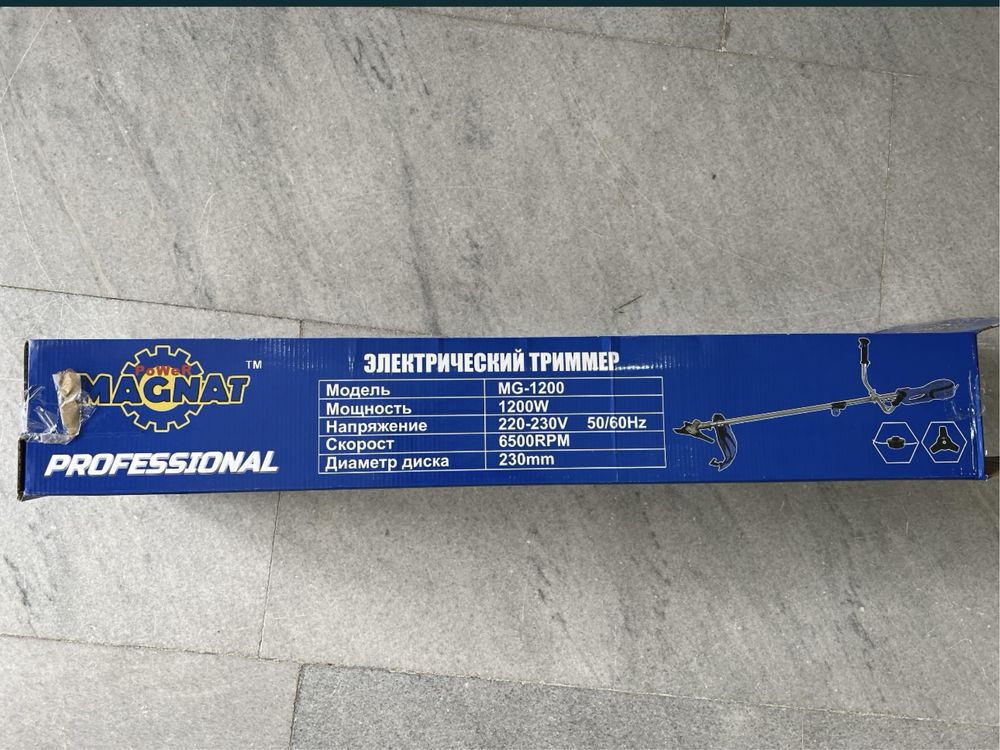 PoWeR
MAGNAT TM
PROFESSIONAL
ЭЛЕКТРИЧЕСКИЙ ТРИММЕР
Модель MG-1200
Мощность 1200W
Напряжение 220-230V 50/60Hz
Скорост 6500RPM
Диаметр диска 230mm